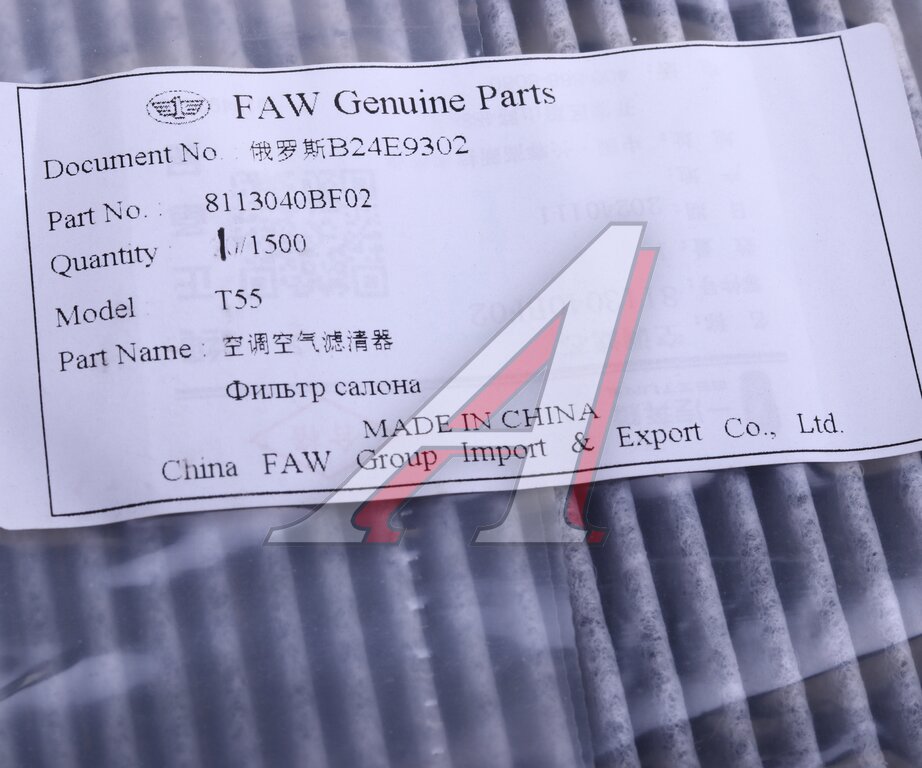 FAW Genuine Parts
Document No. 俄罗斯B24E9302
Part No. : 8113040BF02
Quantity 1/1500
Model T55
Part Name : 空调空气滤清器
Фильтр салона
MADE IN CHINA
China FAW Group Import & Export Co., Ltd.